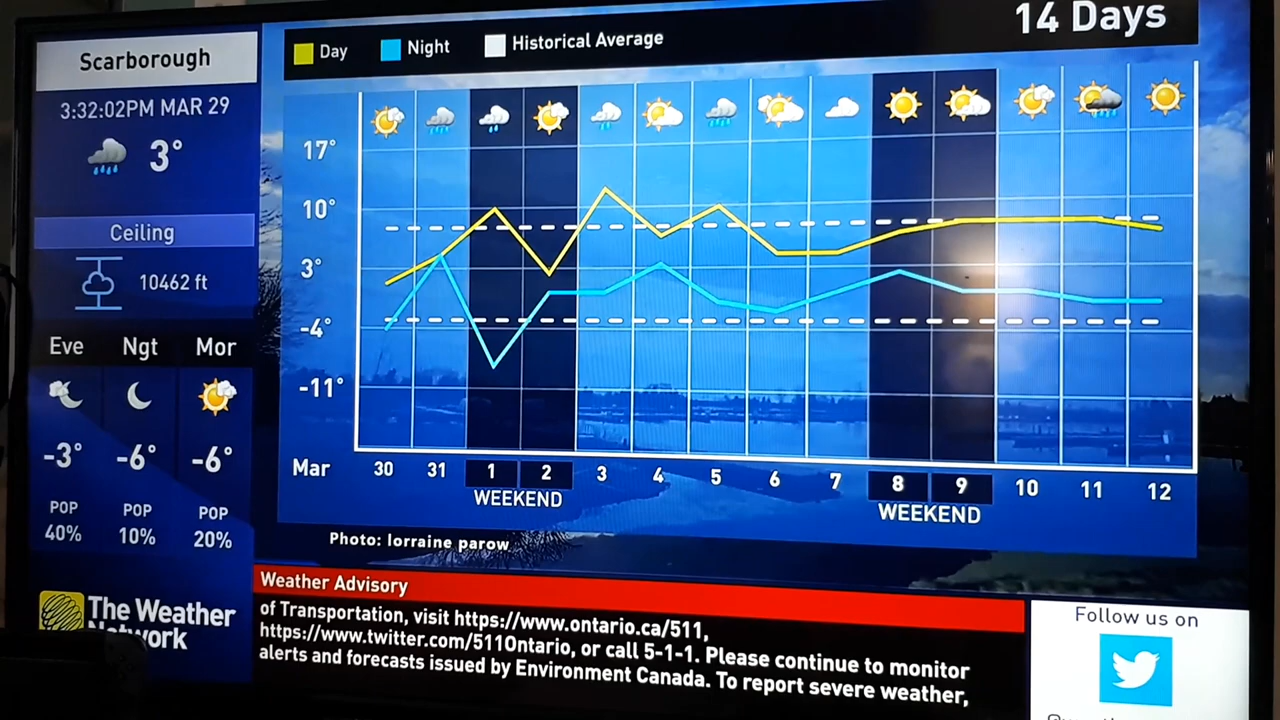 14 Days
Day
Night
Historical Average
Scarborough
3:32:02PM MAR 29
3°
Ceiling
10462 ft
Eve Ngt Mor
-3° -6° -6°
POP POP POP
40% 10% 20%
17°
10°
3°
-4°
-11°
Mar 30 31 1 2 3 4 5 6 7 8 9 10 11 12
WEEKEND WEEKEND
Photo: lorraine parow
The Weather
Network
Weather Advisory
of Transportation, visit https://www.ontario.ca/511,
https://www.twitter.com/511Ontario, or call 5-1-1. Please continue to monitor
alerts and forecasts issued by Environment Canada. To report severe weather,
Follow us on